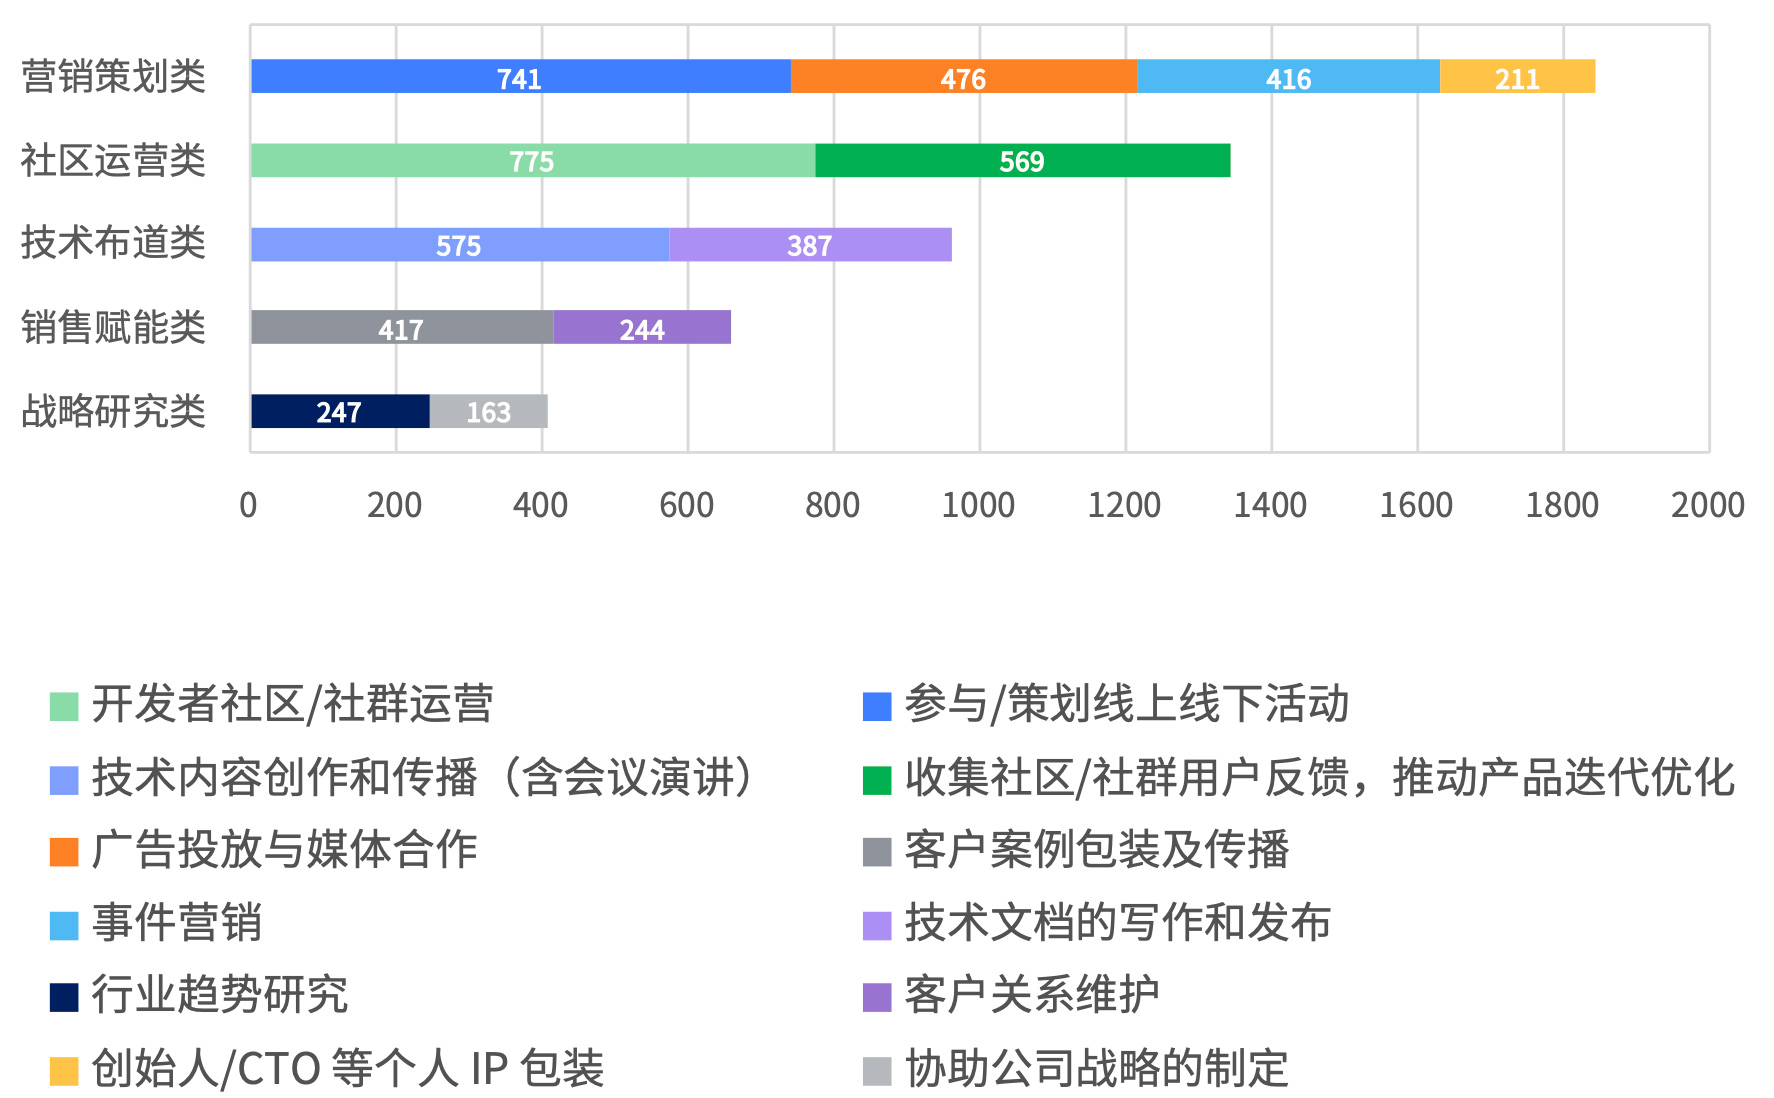 营销策划类 741 476 416 211
社区运营类 775 569
技术布道类 575 387
销售赋能类 417 244
战略研究类 247 163
0 200 400 600 800 1000 1200 1400 1600 1800 2000
开发者社区/社群运营 参与/策划线上线下活动
技术内容创作和传播（含会议演讲） 收集社区/社群用户反馈，推动产品迭代优化
广告投放与媒体合作 客户案例包装及传播
事件营销 技术文档的写作和发布
行业趋势研究 客户关系维护
创始人/CTO 等个人 IP 包装 协助公司战略的制定